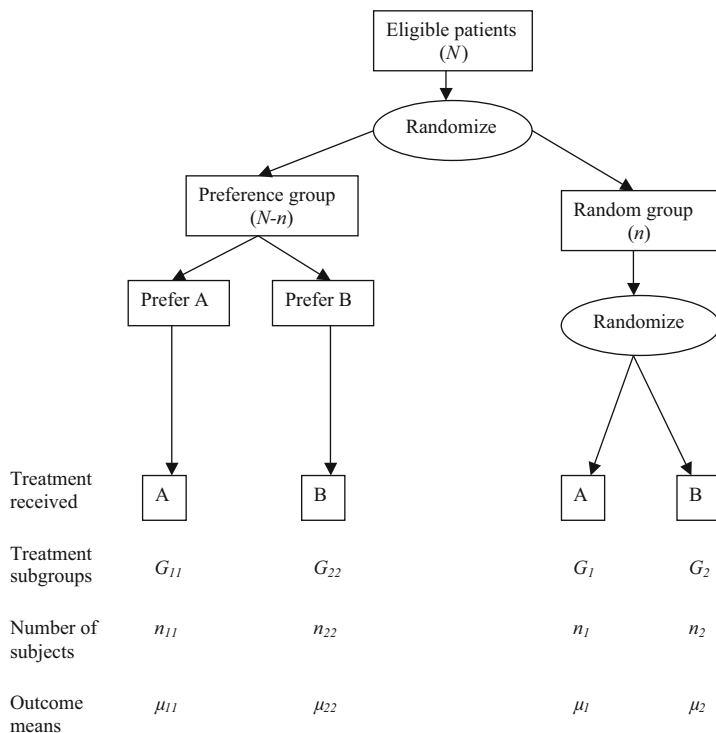 Eligible patients
(N)
Randomize
Preference group
(N-n)
Random group
(n)
Prefer A
Prefer B
Randomize
Treatment
received
A
B
A
B
Treatment
subgroups
G11
G22
G1
G2
Number of
subjects
n11
n22
n1
n2
Outcome
means
μ11
μ22
μ1
μ2